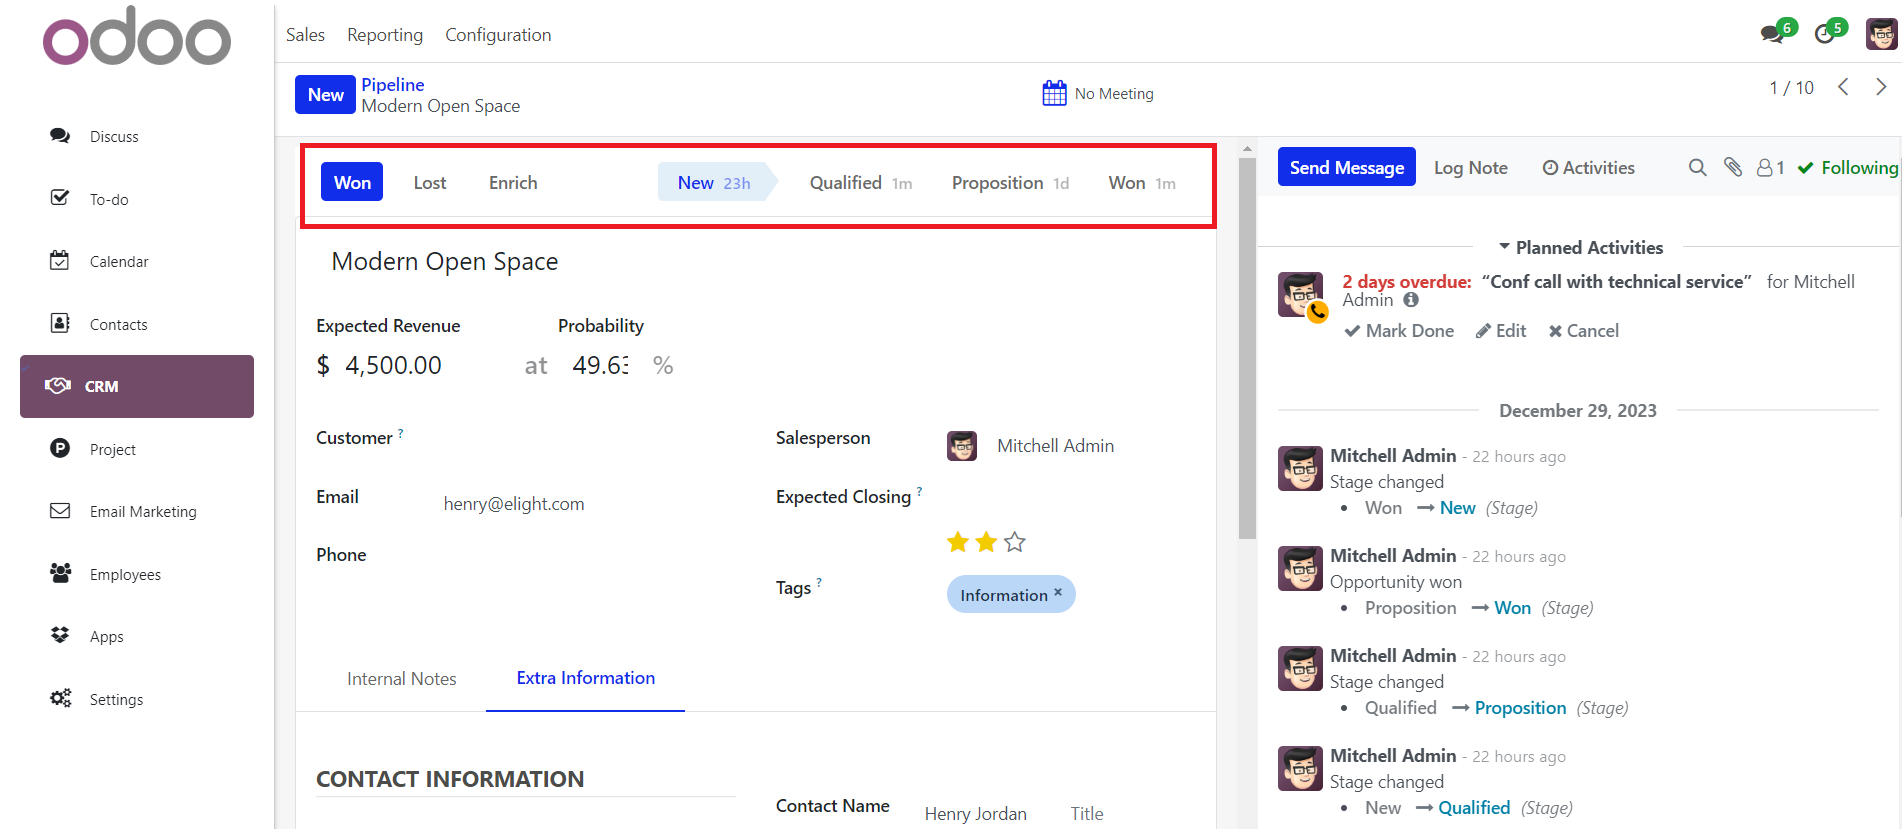 odoo
Discuss
To-do
Calendar
Contacts
CRM
Project
Email Marketing
Employees
Apps
Settings
Sales Reporting Configuration
6 5
New Pipeline
Modern Open Space
No Meeting
1 / 10
Won Lost Enrich New 23h Qualified 1m Proposition 1d Won 1m
Modern Open Space
Expected Revenue Probability
$ 4,500.00 at 49.63 %
Customer ?
Email henry@elight.com
Phone
Salesperson Mitchell Admin
Expected Closing ?
Tags ? Information ×
Internal Notes Extra Information
CONTACT INFORMATION
Contact Name Henry Jordan Title
Send Message Log Note Activities 1 Following
Planned Activities
2 days overdue: “Conf call with technical service” for Mitchell
Admin
Mark Done Edit Cancel
December 29, 2023
Mitchell Admin - 22 hours ago
Stage changed
• Won → New (Stage)
Mitchell Admin - 22 hours ago
Opportunity won
• Proposition → Won (Stage)
Mitchell Admin - 22 hours ago
Stage changed
• Qualified → Proposition (Stage)
Mitchell Admin - 22 hours ago
Stage changed
• New → Qualified (Stage)